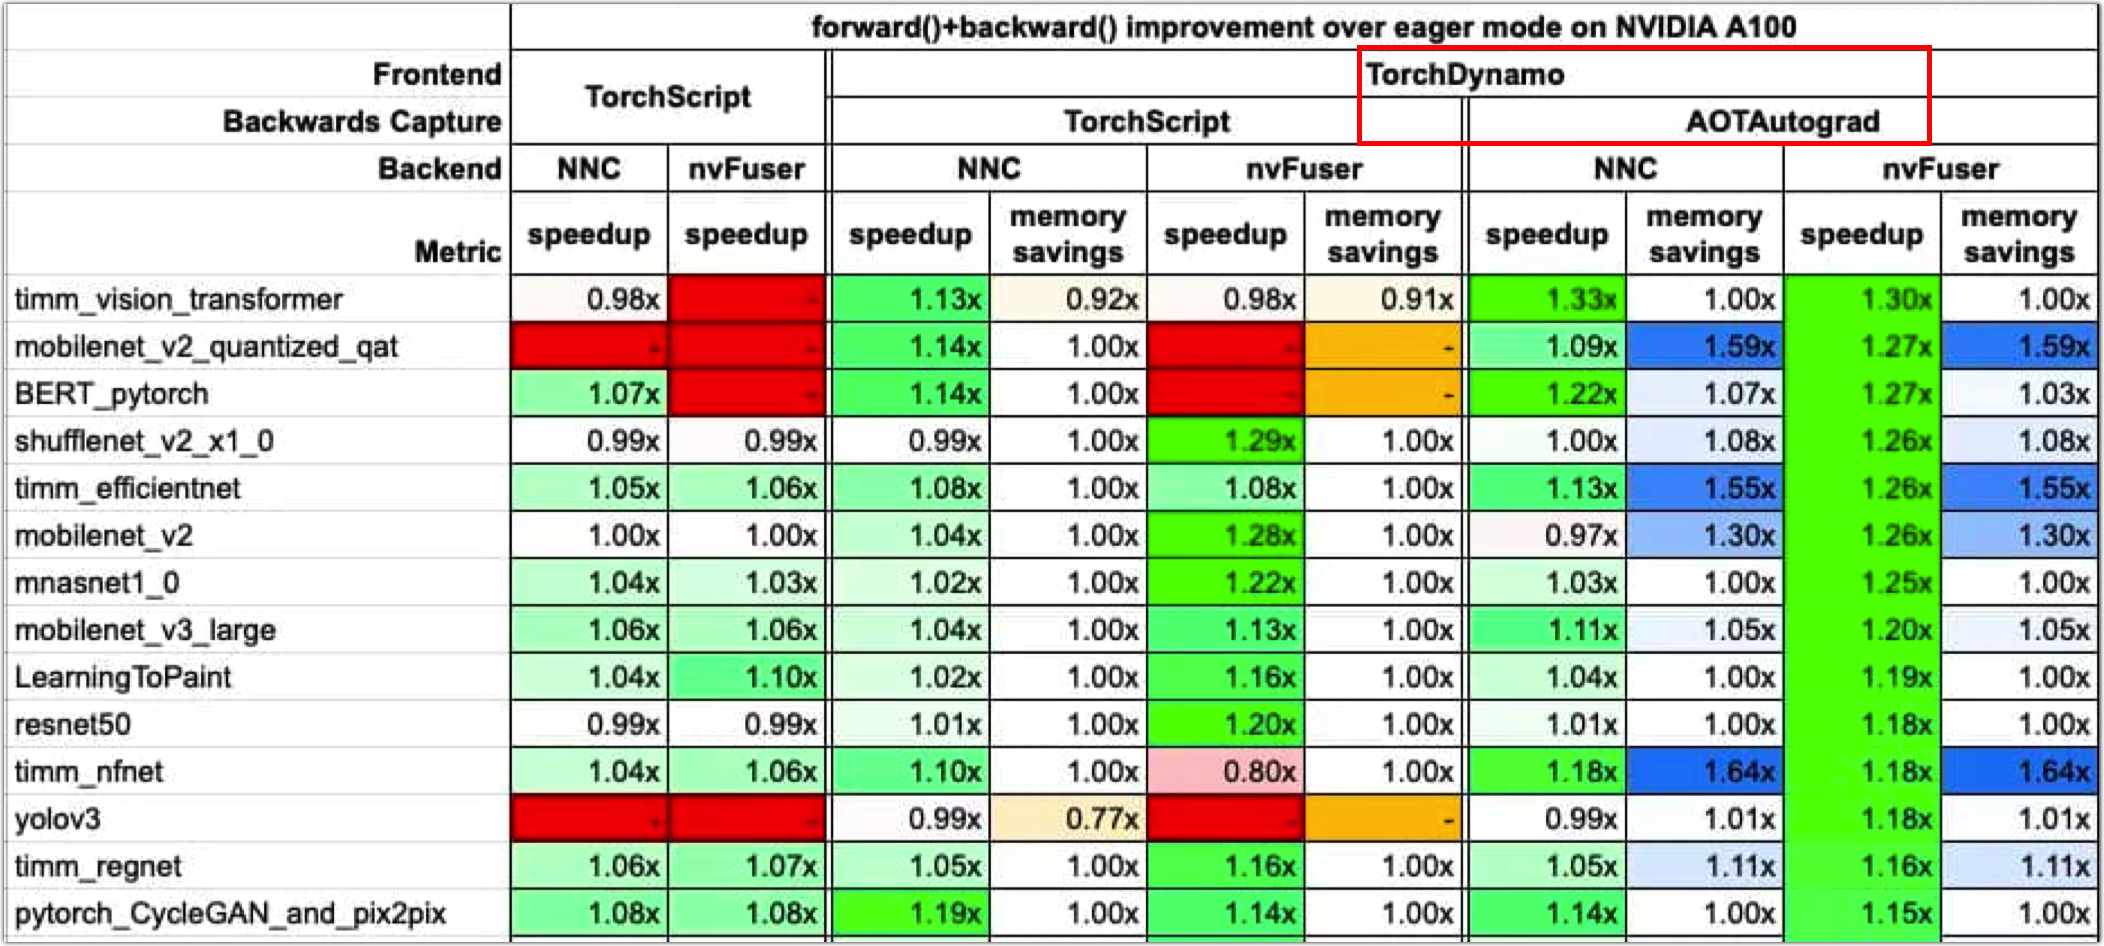 forward()+backward() improvement over eager mode on NVIDIA A100
Frontend TorchScript TorchDynamo
Backwards Capture TorchScript AOTAutograd
Backend NNC nvFuser NNC nvFuser NNC nvFuser
Metric speedup speedup speedup memory savings speedup memory savings speedup memory savings speedup memory savings
timm_vision_transformer 0.98x - 1.13x 0.92x 0.98x 0.91x 1.33x 1.00x 1.30x 1.00x
mobilenet_v2_quantized_qat - - 1.14x 1.00x - - 1.09x 1.59x 1.27x 1.59x
BERT_pytorch 1.07x - 1.14x 1.00x - - 1.22x 1.07x 1.27x 1.03x
shufflenet_v2_x1_0 0.99x 0.99x 0.99x 1.00x 1.29x 1.00x 1.00x 1.08x 1.26x 1.08x
timm_efficientnet 1.05x 1.06x 1.08x 1.00x 1.08x 1.00x 1.13x 1.55x 1.26x 1.55x
mobilenet_v2 1.00x 1.00x 1.04x 1.00x 1.28x 1.00x 0.97x 1.30x 1.26x 1.30x
mnasnet1_0 1.04x 1.03x 1.02x 1.00x 1.22x 1.00x 1.03x 1.00x 1.25x 1.00x
mobilenet_v3_large 1.06x 1.06x 1.04x 1.00x 1.13x 1.00x 1.11x 1.05x 1.20x 1.05x
LearningToPaint 1.04x 1.10x 1.02x 1.00x 1.16x 1.00x 1.04x 1.00x 1.19x 1.00x
resnet50 0.99x 0.99x 1.01x 1.00x 1.20x 1.00x 1.01x 1.00x 1.18x 1.00x
timm_nfnet 1.04x 1.06x 1.10x 1.00x 0.80x 1.00x 1.18x 1.64x 1.18x 1.64x
yolov3 - - 0.99x 0.77x - - 0.99x 1.01x 1.18x 1.01x
timm_regnet 1.06x 1.07x 1.05x 1.00x 1.16x 1.00x 1.05x 1.11x 1.16x 1.11x
pytorch_CycleGAN_and_pix2pix 1.08x 1.08x 1.19x 1.00x 1.14x 1.00x 1.14x 1.00x 1.15x 1.00x